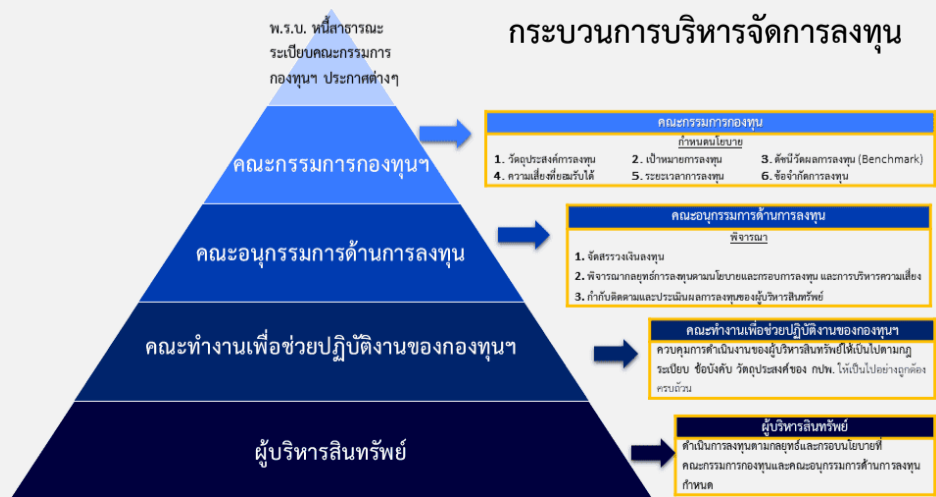 กระบวนการบริหารจัดการลงทุน
พ.ร.บ. หนี้สาธารณะ
ระเบียบคณะกรรมการ
กองทุนฯ ประกาศต่างๆ
คณะกรรมการกองทุนฯ
คณะกรรมการกองทุน
กำหนดนโยบาย
1. วัตถุประสงค์การลงทุน 2. เป้าหมายการลงทุน 3. ดัชนีวัดผลการลงทุน (Benchmark)
4. ความเสี่ยงที่ยอมรับได้ 5. ระยะเวลาการลงทุน 6. ข้อจำกัดการลงทุน
คณะอนุกรรมการด้านการลงทุน
คณะอนุกรรมการด้านการลงทุน
พิจารณา
1. จัดสรรวงเงินลงทุน
2. พิจารณากลยุทธ์การลงทุนตามนโยบายและกรอบการลงทุน และการบริหารความเสี่ยง
3. กำกับติดตามและประเมินผลการลงทุนของผู้บริหารสินทรัพย์
คณะทำงานเพื่อช่วยปฏิบัติงานของกองทุนฯ
คณะทำงานเพื่อช่วยปฏิบัติงานของกองทุนฯ
ควบคุมการดำเนินงานของผู้บริหารสินทรัพย์ให้เป็นไปตามกฎ
ระเบียบ ข้อบังคับ วัตถุประสงค์ของ กปพ. ให้เป็นไปอย่างถูกต้อง
ครบถ้วน
ผู้บริหารสินทรัพย์
ผู้บริหารสินทรัพย์
ดำเนินการลงทุนตามกลยุทธ์และกรอบนโยบายที่
คณะกรรมการกองทุนและคณะอนุกรรมการด้านการลงทุน
กำหนด